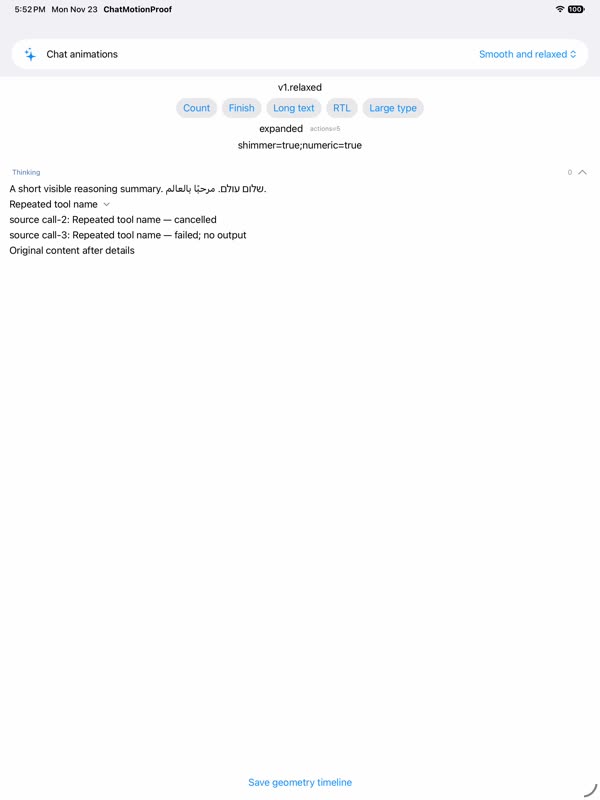 5:52 PM Mon Nov 23 ChatMotionProof 100
Chat animations Smooth and relaxed
v1.relaxed
Count Finish Long text RTL Large type
expanded actions=5
shimmer=true;numeric=true
Thinking 0
A short visible reasoning summary. שלום עולם. مرحبًا بالعالم.
Repeated tool name
source call-2: Repeated tool name — cancelled
source call-3: Repeated tool name — failed; no output
Original content after details
Save geometry timeline